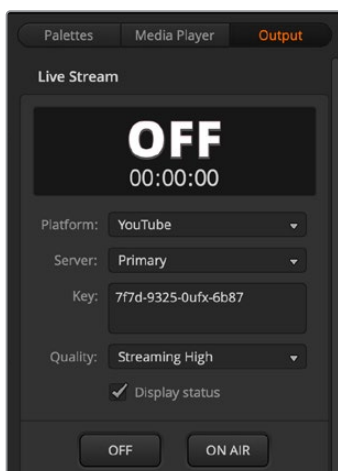 Palettes Media Player Output
Live Stream
OFF
00:00:00
Platform: YouTube
Server: Primary
Key: 7f7d-9325-0ufx-6b87
Quality: Streaming High
Display status
OFF ON AIR